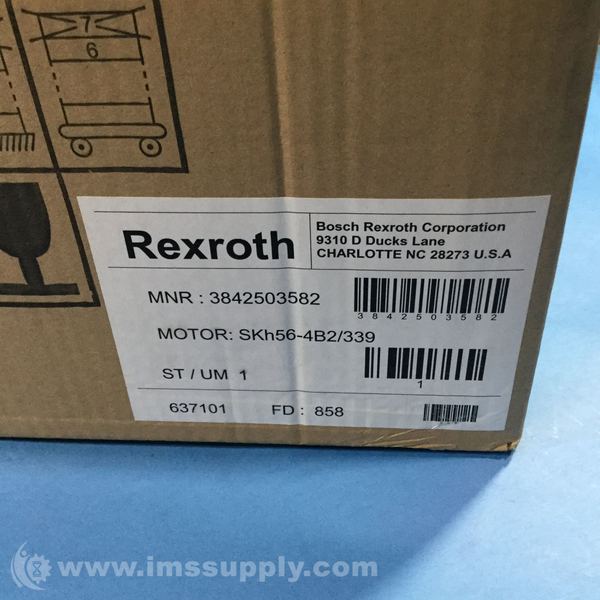 7
6
Rexroth
Bosch Rexroth Corporation
9310 D Ducks Lane
CHARLOTTE NC 28273 U.S.A
MNR : 3842503582
3842503582
MOTOR: SKh56-4B2/339
ST / UM 1
1
637101 FD : 858
www.imssupply.com